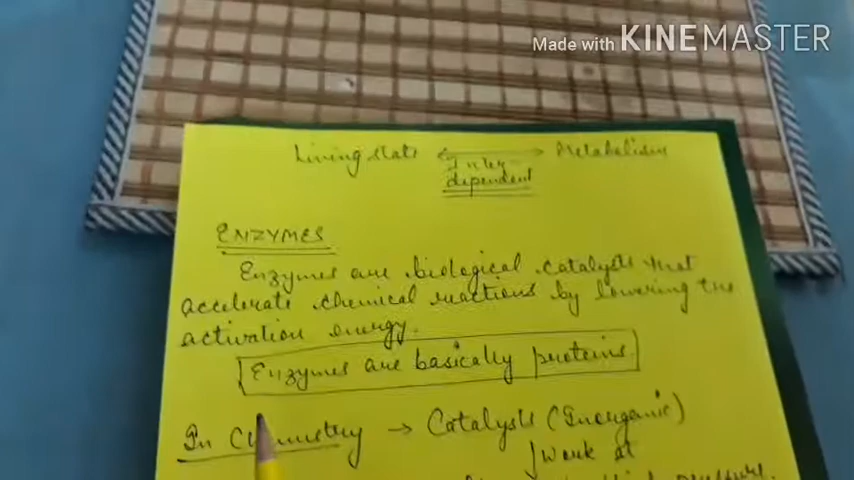 Made with KINEMASTER
Living state ⟷ Metabolism
Inter
dependent
ENZYMES
Enzymes are biological catalysts that
accelerate chemical reactions by lowering the
activation energy.
Enzymes are basically proteins.
In Chemistry → Catalysts (Inorganic)
↓ work at
pressure.